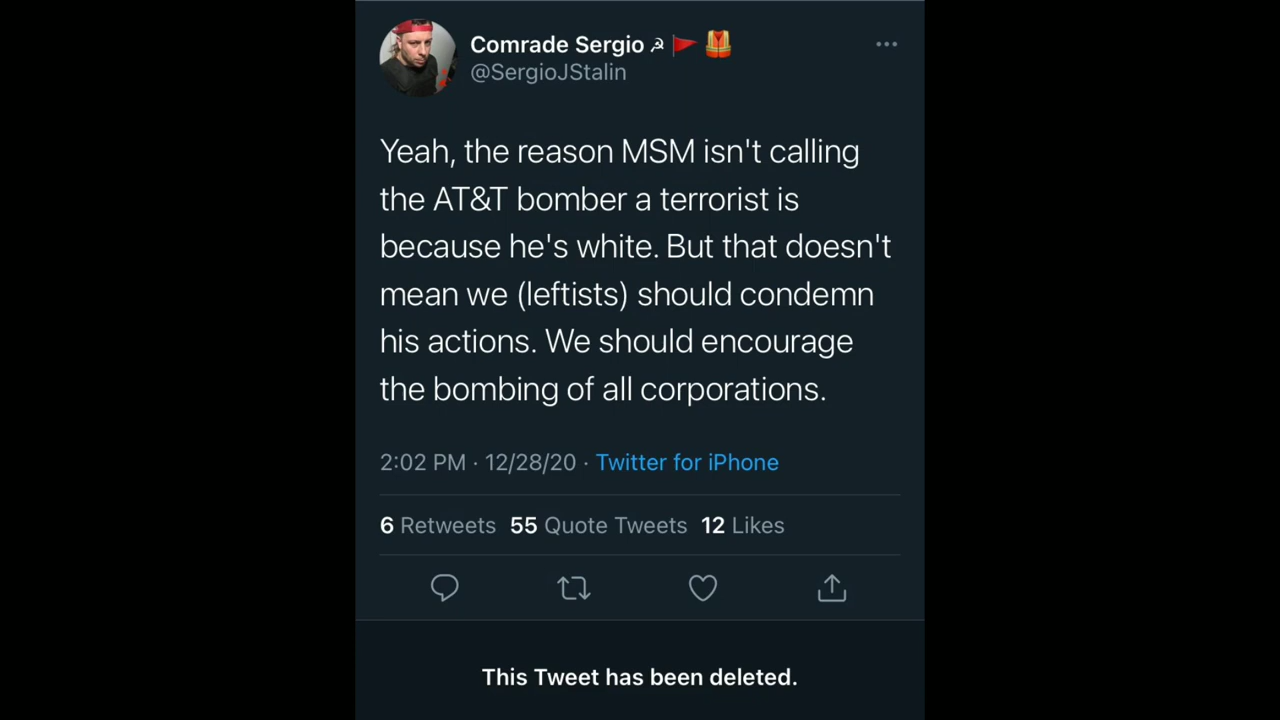 Comrade Sergio ☭ 🚩 🦺
@SergioJStalin
Yeah, the reason MSM isn't calling
the AT&T bomber a terrorist is
because he's white. But that doesn't
mean we (leftists) should condemn
his actions. We should encourage
the bombing of all corporations.
2:02 PM · 12/28/20 · Twitter for iPhone
6 Retweets 55 Quote Tweets 12 Likes
This Tweet has been deleted.